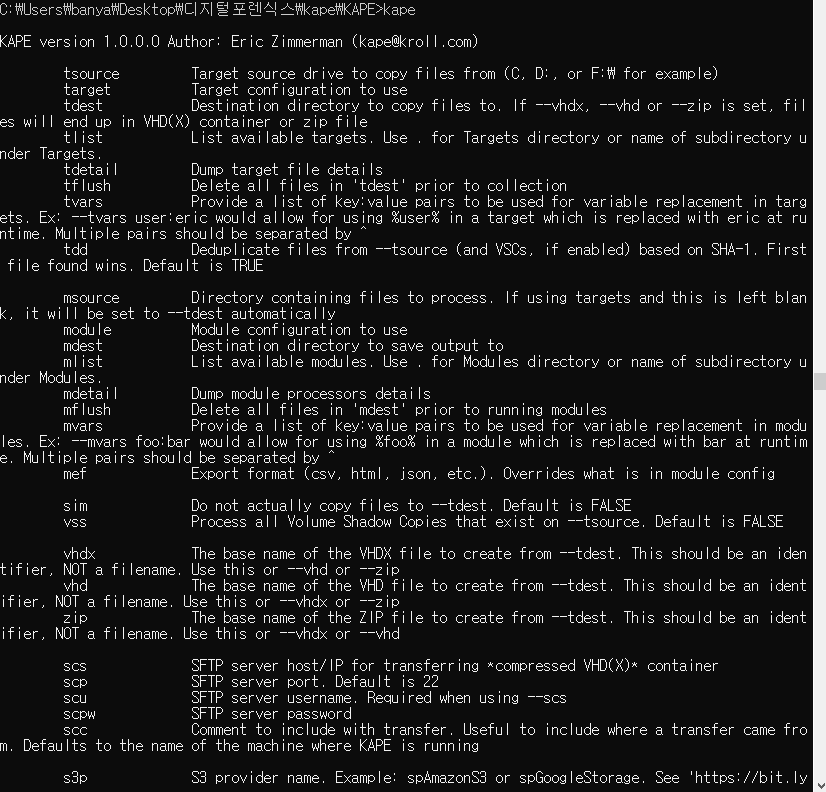 C:\Users\banya\Desktop\디지털포렌식스\kape\KAPE>kape
KAPE version 1.0.0.0 Author: Eric Zimmerman (kape@kroll.com)
tsource Target source drive to copy files from (C, D:, or F:\ for example)
target Target configuration to use
tdest Destination directory to copy files to. If --vhdx, --vhd or --zip is set, fil
es will end up in VHD(X) container or zip file
tlist List available targets. Use . for Targets directory or name of subdirectory u
nder Targets.
tdetail Dump target file details
tflush Delete all files in 'tdest' prior to collection
tvars Provide a list of key:value pairs to be used for variable replacement in targ
ets. Ex: --tvars user:eric would allow for using %user% in a target which is replaced with eric at ru
ntime. Multiple pairs should be separated by ^
tdd Deduplicate files from --tsource (and VSCs, if enabled) based on SHA-1. First
file found wins. Default is TRUE
msource Directory containing files to process. If using targets and this is left blan
k, it will be set to --tdest automatically
module Module configuration to use
mdest Destination directory to save output to
mlist List available modules. Use . for Modules directory or name of subdirectory u
nder Modules.
mdetail Dump module processors details
mflush Delete all files in 'mdest' prior to running modules
mvars Provide a list of key:value pairs to be used for variable replacement in modu
les. Ex: --mvars foo:bar would allow for using %foo% in a module which is replaced with bar at runtim
e. Multiple pairs should be separated by ^
mef Export format (csv, html, json, etc.). Overrides what is in module config
sim Do not actually copy files to --tdest. Default is FALSE
vss Process all Volume Shadow Copies that exist on --tsource. Default is FALSE
vhdx The base name of the VHDX file to create from --tdest. This should be an iden
tifier, NOT a filename. Use this or --vhd or --zip
vhd The base name of the VHD file to create from --tdest. This should be an ident
ifier, NOT a filename. Use this or --vhdx or --zip
zip The base name of the ZIP file to create from --tdest. This should be an ident
ifier, NOT a filename. Use this or --vhdx or --vhd
scs SFTP server host/IP for transferring *compressed VHD(X)* container
scp SFTP server port. Default is 22
scu SFTP server username. Required when using --scs
scpw SFTP server password
scc Comment to include with transfer. Useful to include where a transfer came fro
m. Defaults to the name of the machine where KAPE is running
s3p S3 provider name. Example: spAmazonS3 or spGoogleStorage. See 'https://bit.ly